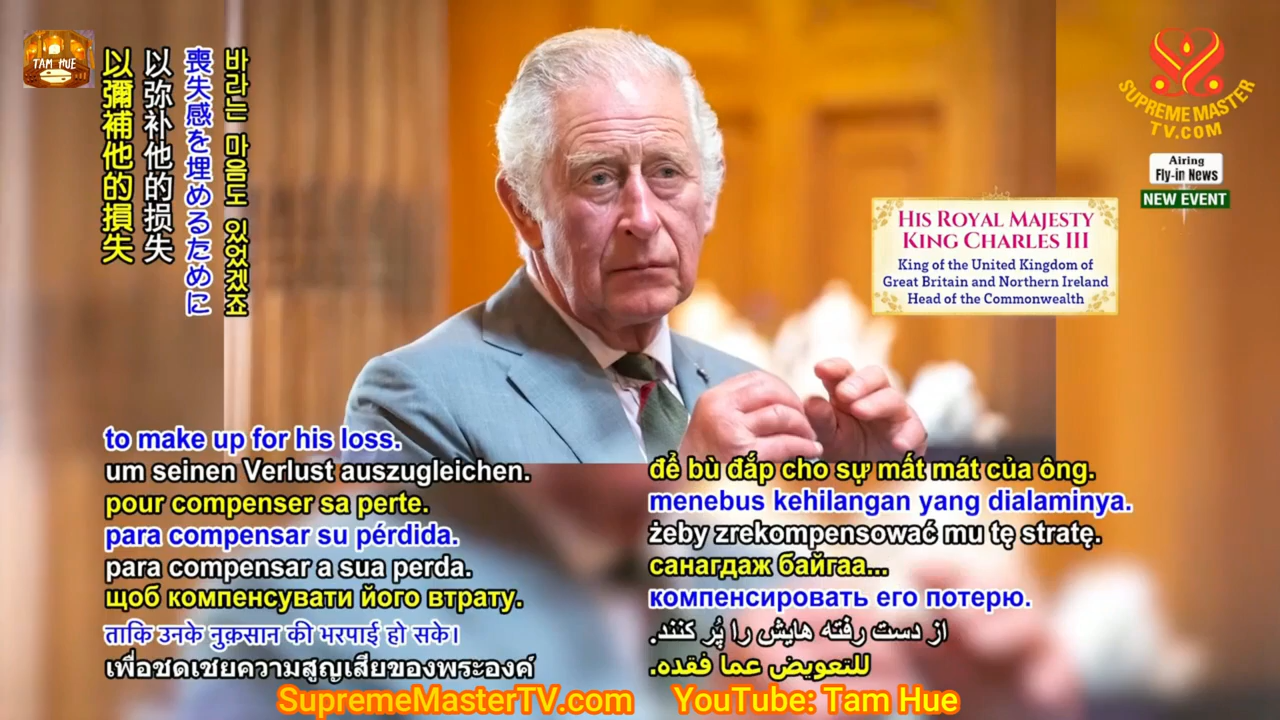 TAM HUE
以彌補他的損失
以弥补他的损失
喪失感を埋めるために
바라는 마음도 있었겠죠
SUPREME MASTER
TV.COM
Airing
Fly-in News
NEW EVENT
HIS ROYAL MAJESTY
KING CHARLES III
King of the United Kingdom of
Great Britain and Northern Ireland
Head of the Commonwealth
to make up for his loss.
um seinen Verlust auszugleichen.
pour compenser sa perte.
para compensar su pérdida.
para compensar a sua perda.
щоб компенсувати його втрату.
ताकि उनके नुक़सान की भरपाई हो सके।
เพื่อชดเชยความสูญเสียของพระองค์
để bù đắp cho sự mất mát của ông.
menebus kehilangan yang dialaminya.
żeby zrekompensować mu tę stratę.
санагдаж байгаа...
компенсировать его потерю.
از دست رفته هایش را پُر کنند.
للتعويض عما فقده.
SupremeMasterTV.com YouTube: Tam Hue